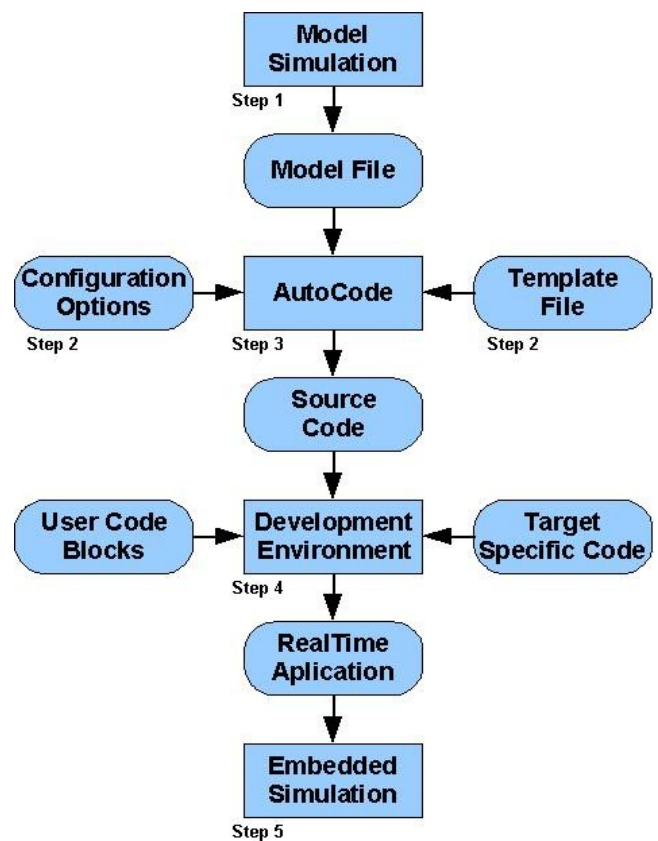 Model
Simulation
Step 1
Model File
Configuration
Options
Step 2
AutoCode
Step 3
Template
File
Step 2
Source
Code
User Code
Blocks
Development
Environment
Step 4
Target
Specific Code
RealTime
Aplication
Embedded
Simulation
Step 5